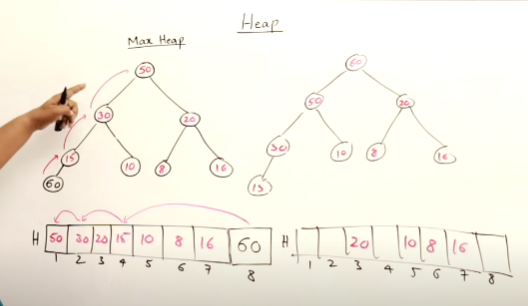 Heap
Max Heap
50
30 20
15 10 8 16
60
60
50 20
30 10 8 16
15
H 50 30 20 15 10 8 16 60
1 2 3 4 5 6 7 8
H 20 10 8 16
1 2 3 4 5 6 7 8